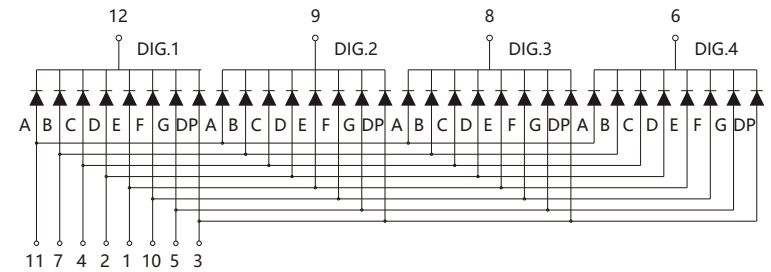 12 9 8 6
DIG.1 DIG.2 DIG.3 DIG.4
A B C D E F G DP A B C D E F G DP A B C D E F G DP A B C D E F G DP
11 7 4 2 1 10 5 3